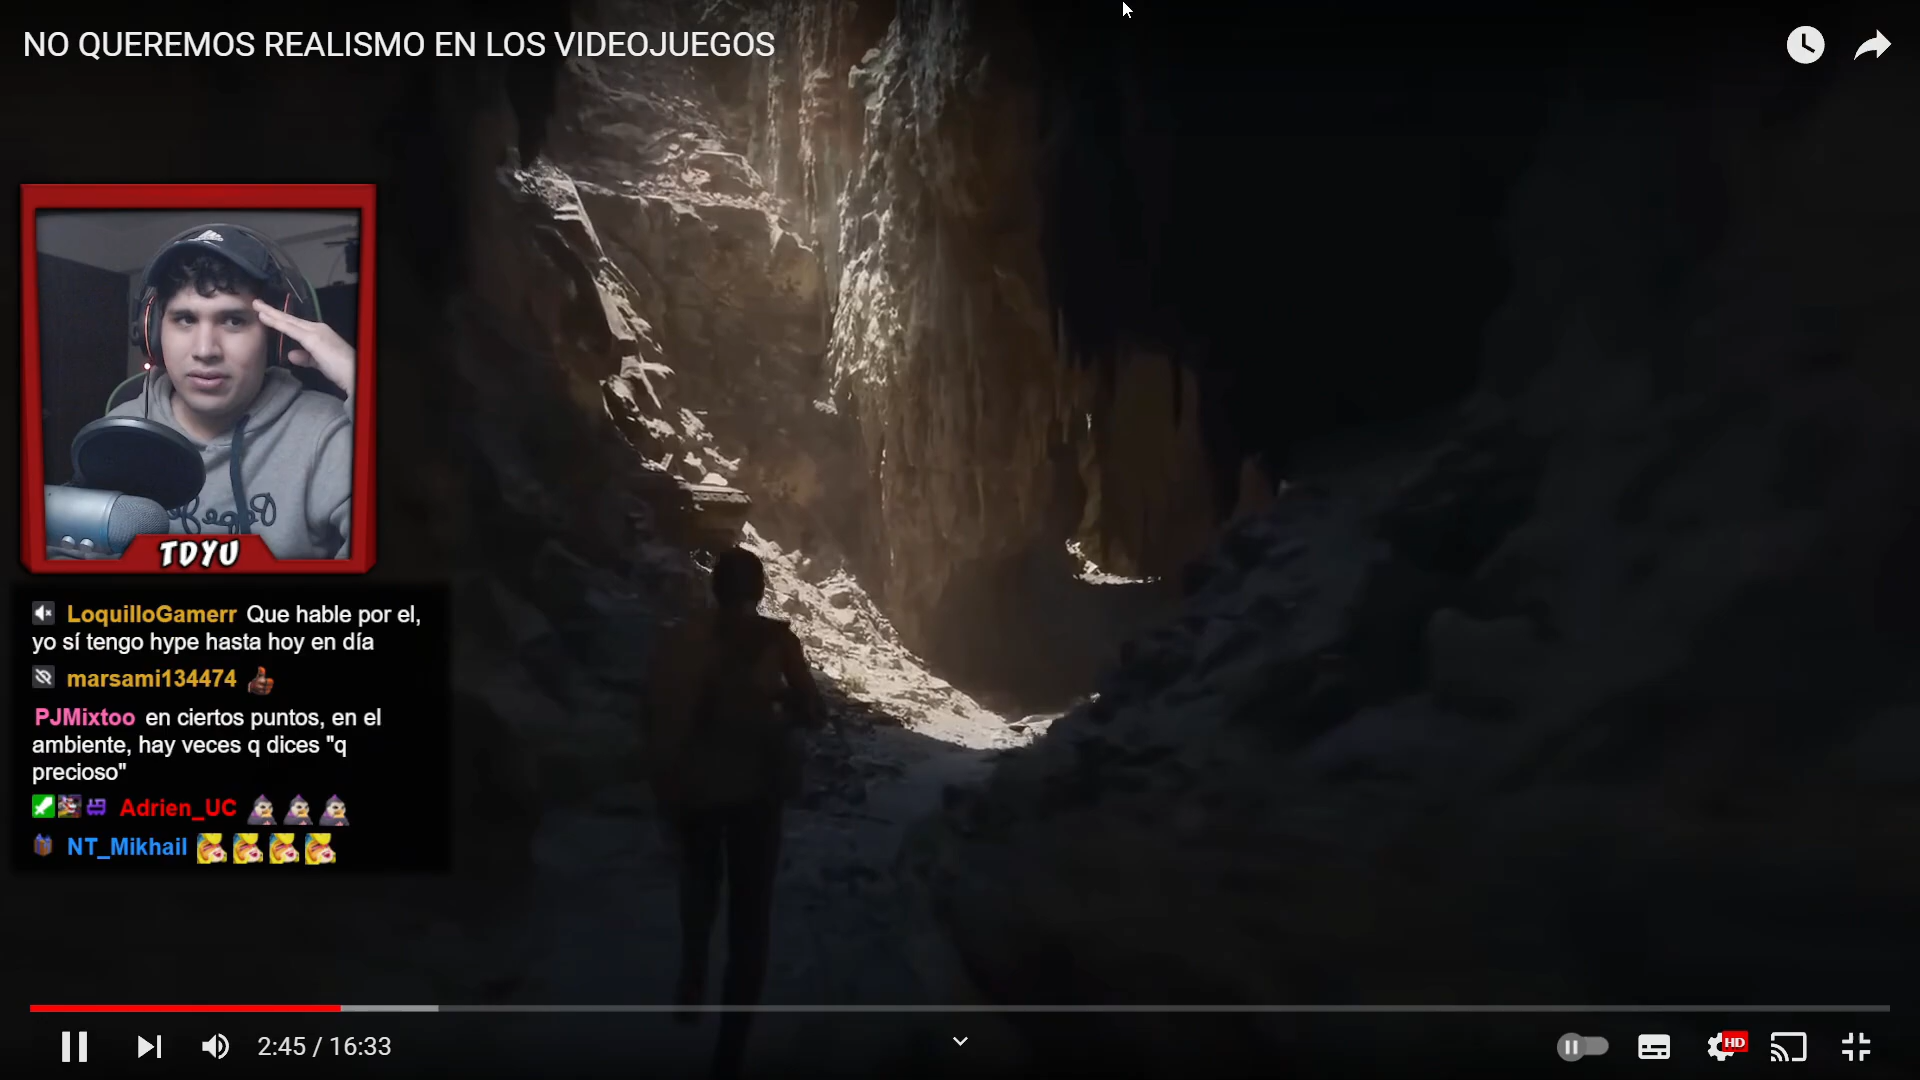 NO QUEREMOS REALISMO EN LOS VIDEOJUEGOS
TDYU
LoquilloGamerr Que hable por el,
yo sí tengo hype hasta hoy en día
marsami134474
PJMixtoo en ciertos puntos, en el
ambiente, hay veces q dices "q
precioso"
Adrien_UC
NT_Mikhail
2:45 / 16:33
HD